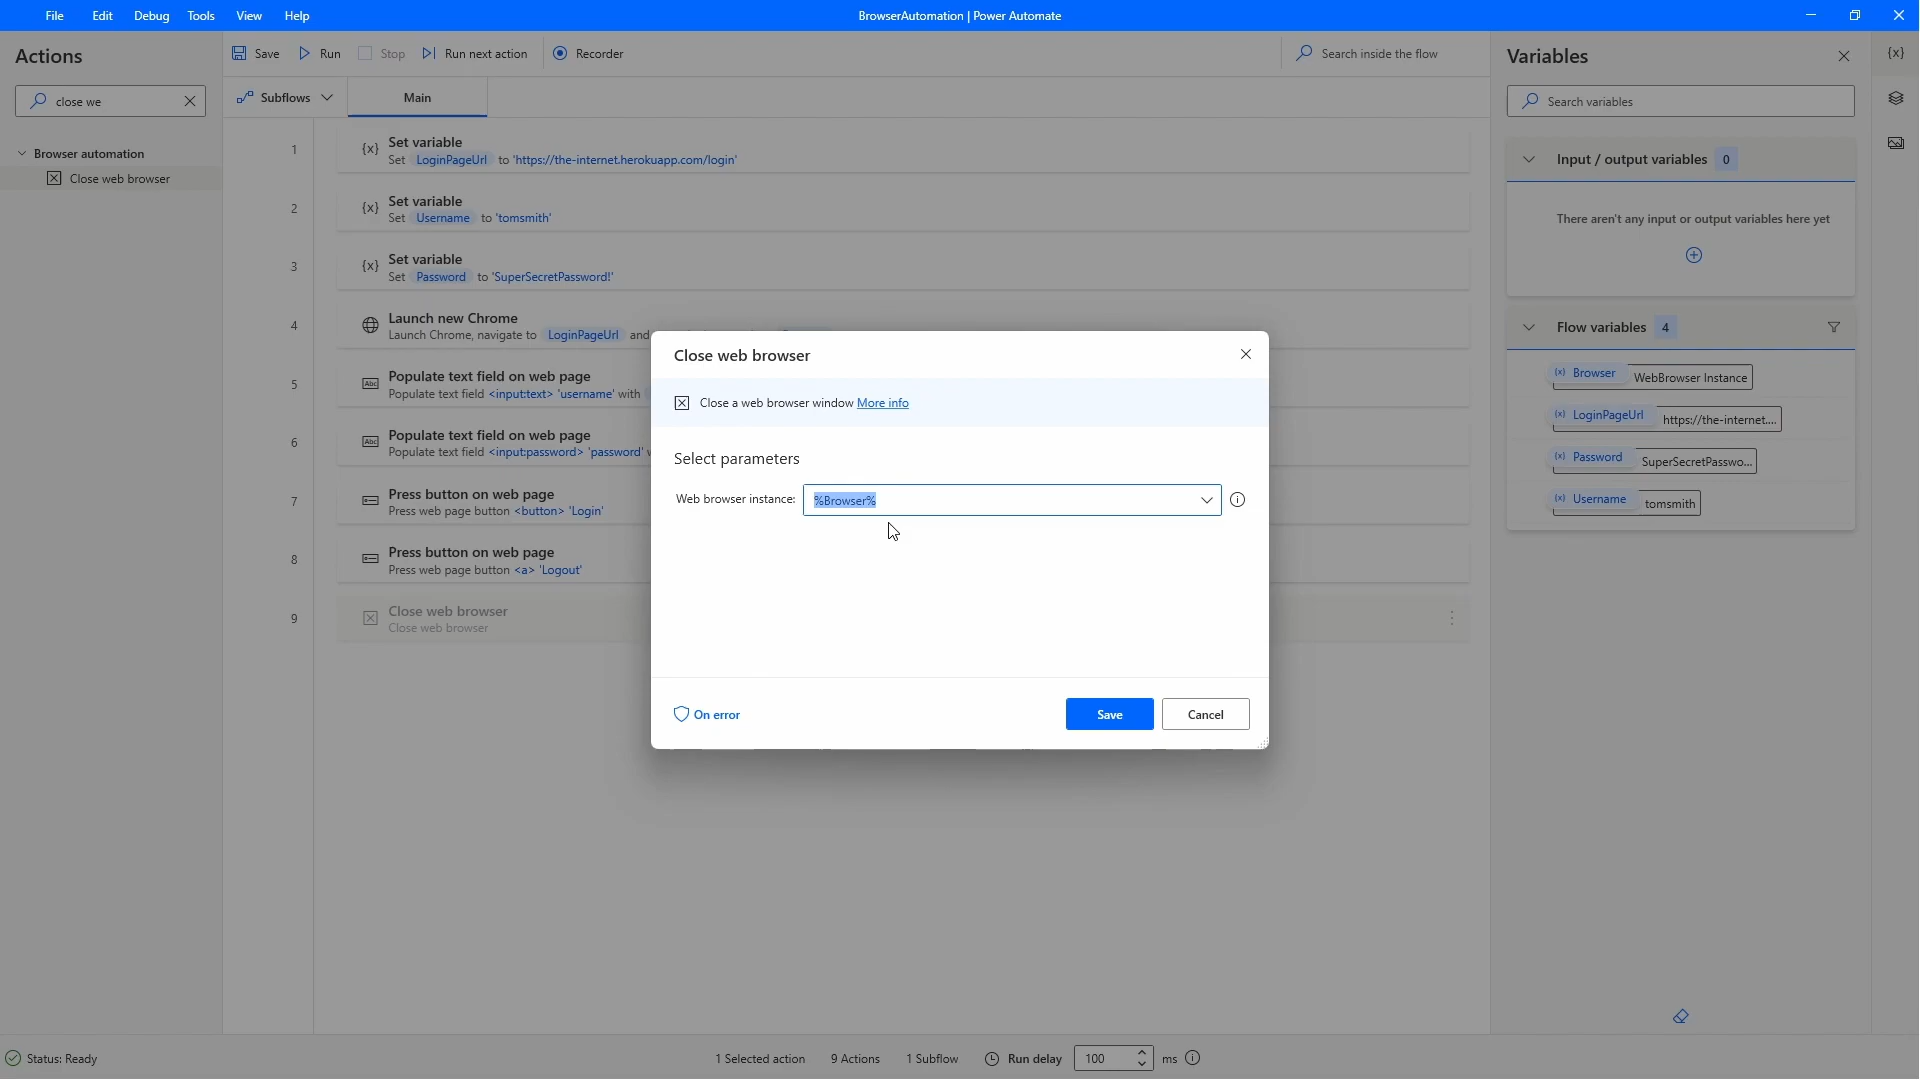 File Edit Debug Tools View Help
BrowserAutomation | Power Automate
Actions
close we
Browser automation
Close web browser
Save Run Stop Run next action Recorder
Search inside the flow
Subflows Main
1 {x} Set variable
Set LoginPageUrl to 'https://the-internet.herokuapp.com/login'
2 {x} Set variable
Set Username to 'tomsmith'
3 {x} Set variable
Set Password to 'SuperSecretPassword!'
4 Launch new Chrome
Launch Chrome, navigate to LoginPageUrl and
5 Abc Populate text field on web page
Populate text field <input:text> 'username' with
6 Abc Populate text field on web page
Populate text field <input:password> 'password'
7 Press button on web page
Press web page button <button> 'Login'
8 Press button on web page
Press web page button <a> 'Logout'
9 Close web browser
Close web browser
Close web browser
Close a web browser window More info
Select parameters
Web browser instance: %Browser%
On error
Save Cancel
Variables
{x}
Search variables
Input / output variables 0
There aren't any input or output variables here yet
Flow variables 4
(x) Browser WebBrowser Instance
(x) LoginPageUrl https://the-internet....
(x) Password SuperSecretPasswo...
(x) Username tomsmith
Status: Ready
1 Selected action 9 Actions 1 Subflow Run delay 100 ms